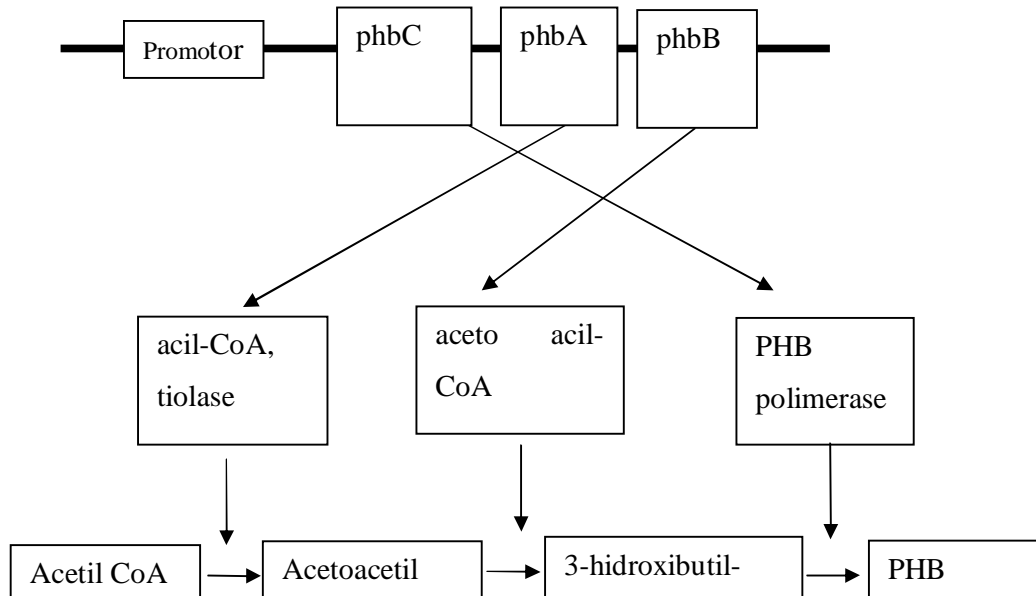 Promotor
phbC
phbA
phbB
acil-CoA,
tiolase
aceto acil-
CoA
PHB
polimerase
Acetil CoA
Acetoacetil
3-hidroxibutil-
PHB